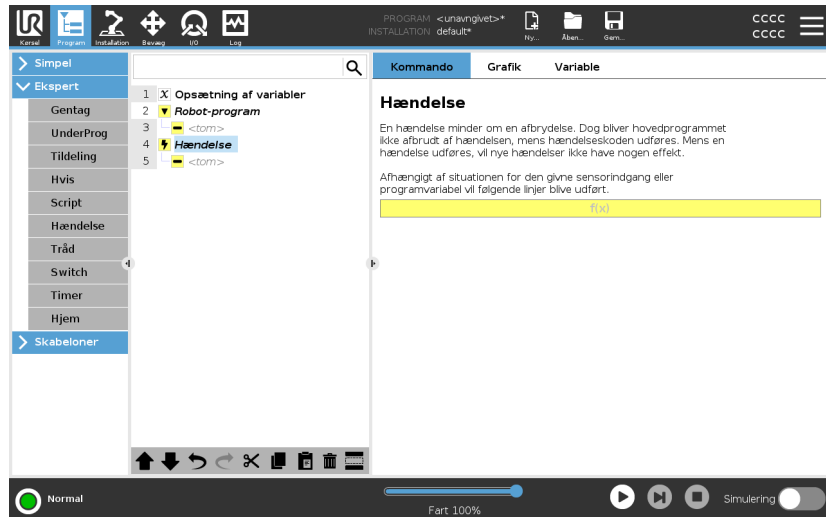 UR
PROGRAM <unavngivet>*
INSTALLATION default*
CCCC
CCCC
Kørsel Program Installation Bevæg I/O Log Ny... Åben... Gem...
Simpel
Ekspert
Gentag
UnderProg
Tildeling
Hvis
Script
Hændelse
Tråd
Switch
Timer
Hjem
Skabeloner
1 X Opsætning af variabler
2 Robot-program
3 <tom>
4 Hændelse
5 <tom>
Kommando Grafik Variable
Hændelse
En hændelse minder om en afbrydelse. Dog bliver hovedprogrammet
ikke afbrudt af hændelsen, mens hændelseskoden udføres. Mens en
hændelse udføres, vil nye hændelser ikke have nogen effekt.
Afhængigt af situationen for den givne sensorindgang eller
programvariabel vil følgende linjer blive udført.
f(x)
Normal
Fart 100%
Simulering